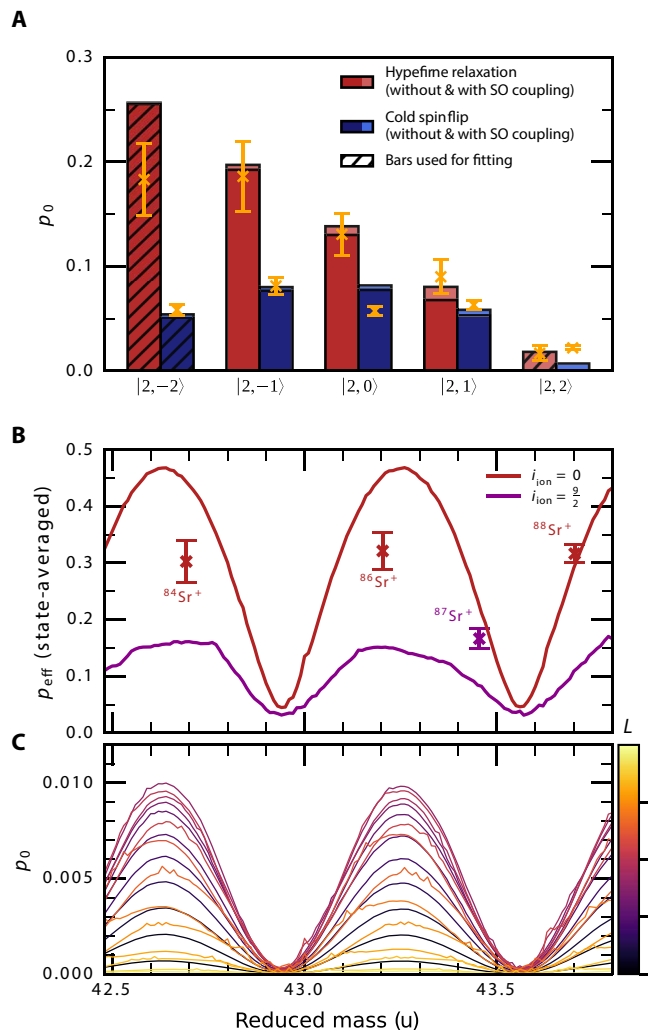 A
0.3
0.2
0.1
0.0
p₀
Hypefime relaxation
(without & with SO coupling)
Cold spinflip
(without & with SO coupling)
Bars used for fitting
|2, −2⟩
|2, −1⟩
|2, 0⟩
|2, 1⟩
|2, 2⟩
B
0.5
0.4
0.3
0.2
0.1
0.0
p_eff (state-averaged)
i_ion = 0
i_ion = 9/2
⁸⁴Sr⁺
⁸⁶Sr⁺
⁸⁷Sr⁺
⁸⁸Sr⁺
C
L
0.010
0.005
0.000
p₀
42.5
43.0
43.5
Reduced mass (u)